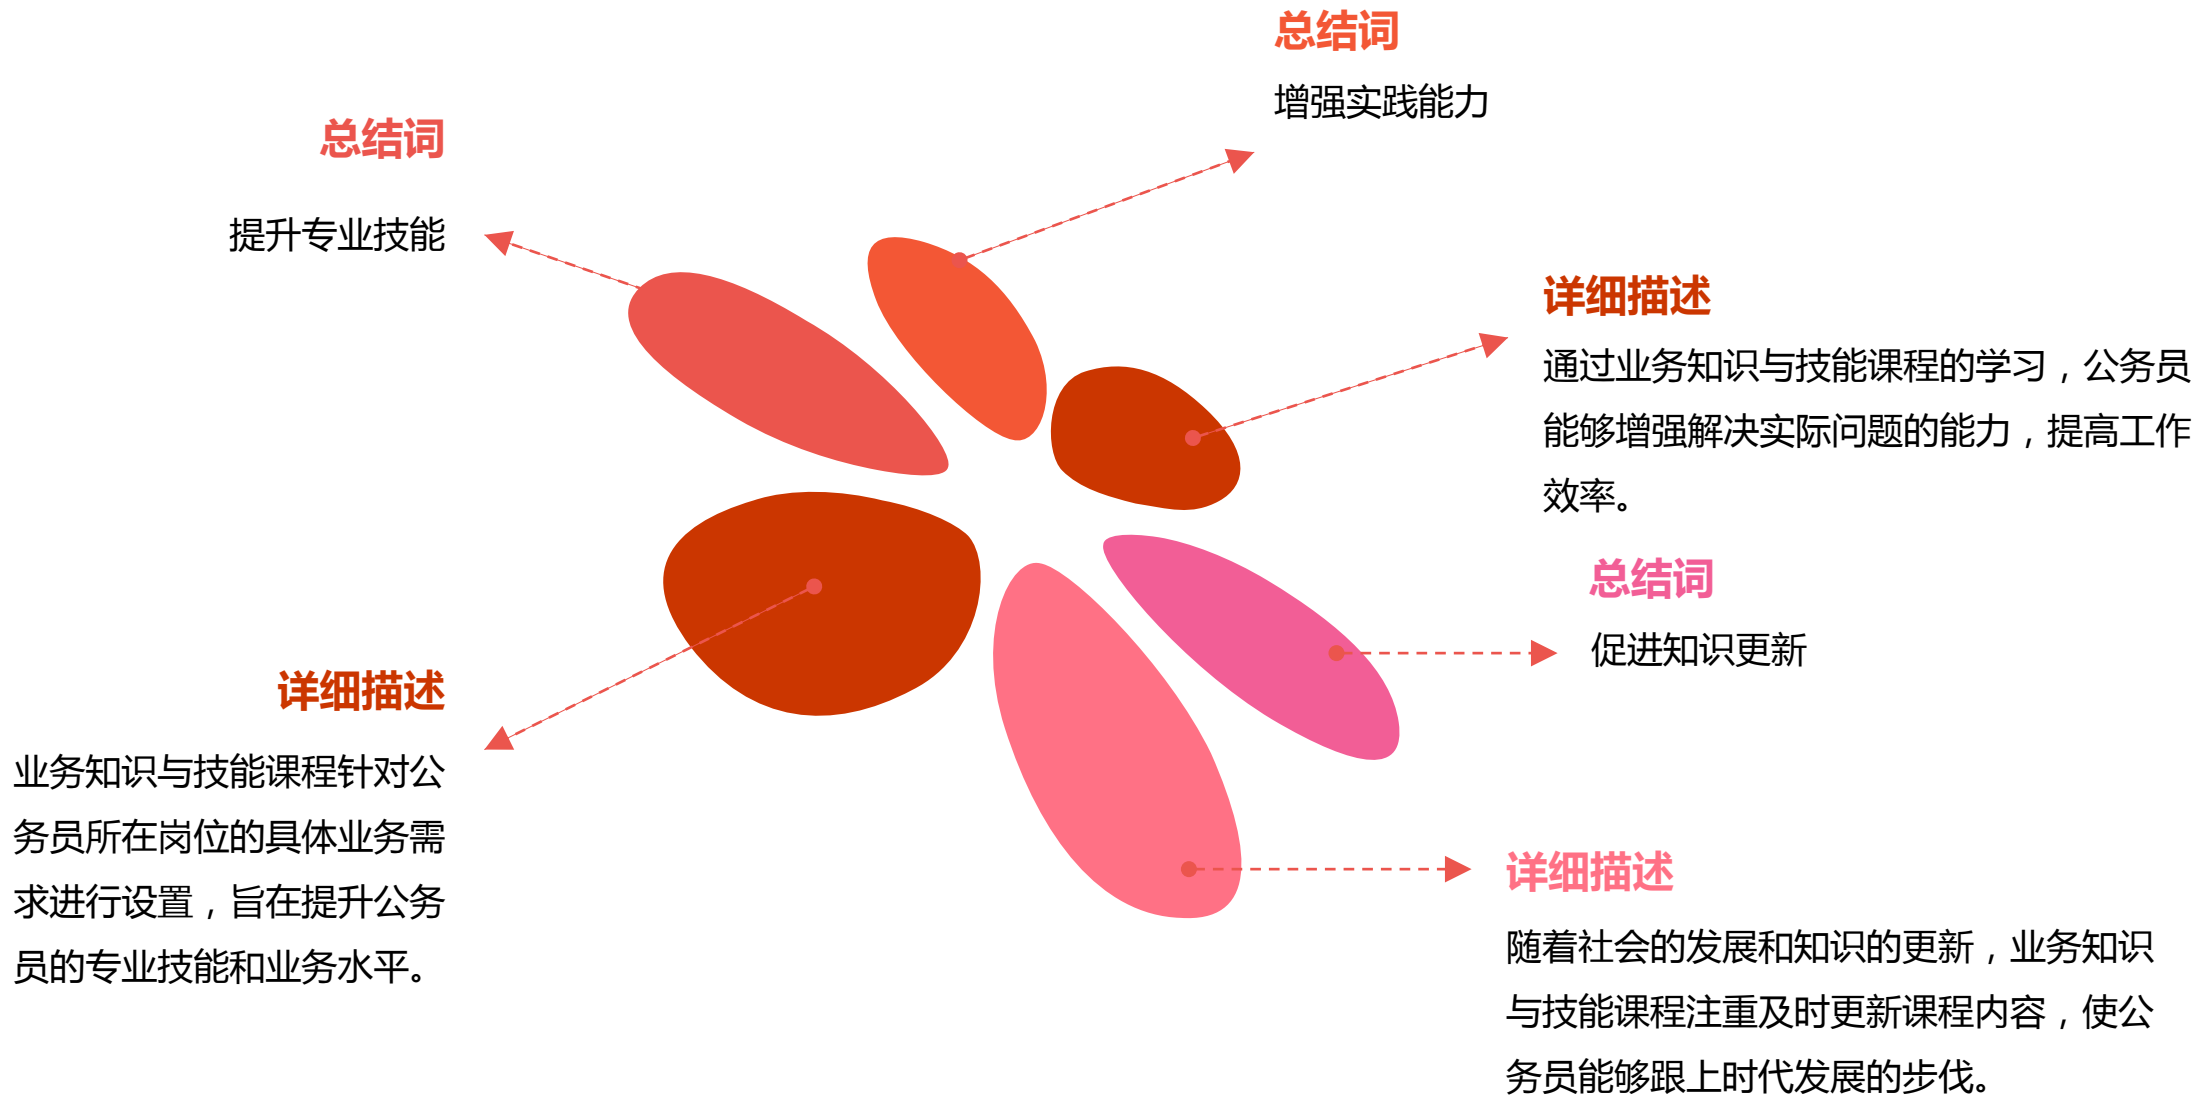 总结词
提升专业技能
详细描述
业务知识与技能课程针对公
务员所在岗位的具体业务需
求进行设置，旨在提升公务
员的专业技能和业务水平。
总结词
增强实践能力
详细描述
通过业务知识与技能课程的学习，公务员
能够增强解决实际问题的能力，提高工作
效率。
总结词
促进知识更新
详细描述
随着社会的发展和知识的更新，业务知识
与技能课程注重及时更新课程内容，使公
务员能够跟上时代发展的步伐。